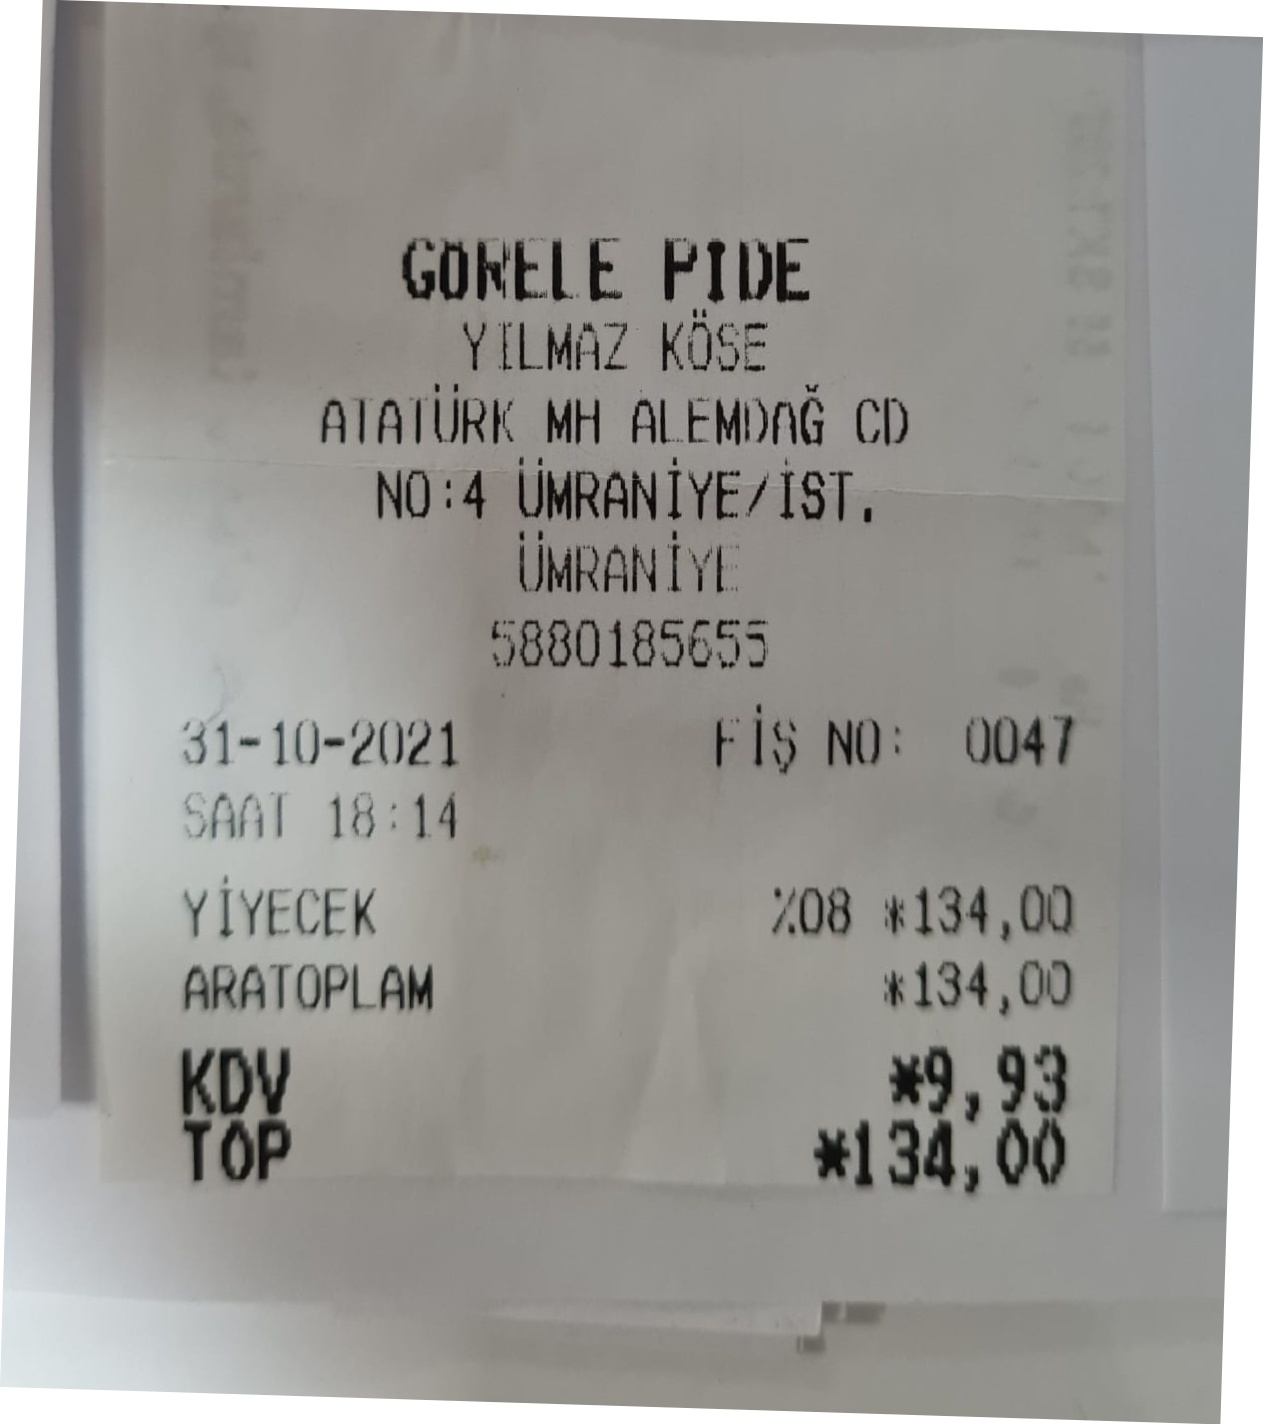 GÖRELE PIDE
YILMAZ KÖSE
ATATÜRK MH ALEMDAĞ CD
NO:4 ÜMRANİYE/İST.
ÜMRANİYE
5880185655
31-10-2021 FİŞ NO: 0047
SAAT 18:14
YİYECEK %08 *134,00
ARATOPLAM *134,00
KDV *9,93
TOP *134,00